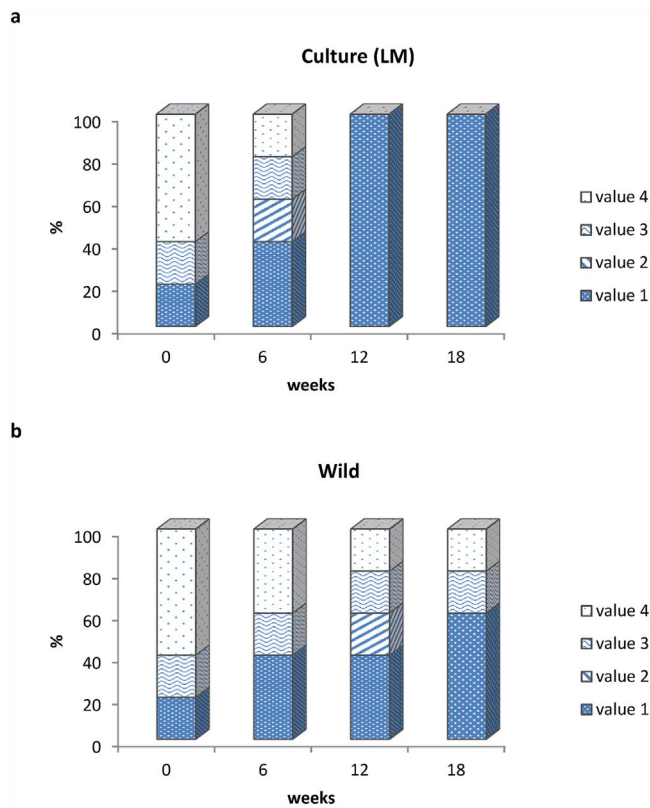 a
Culture (LM)
100
80
60
40
20
0
%
0 6 12 18
weeks
value 4
value 3
value 2
value 1
b
Wild
100
80
60
40
20
0
%
0 6 12 18
weeks
value 4
value 3
value 2
value 1